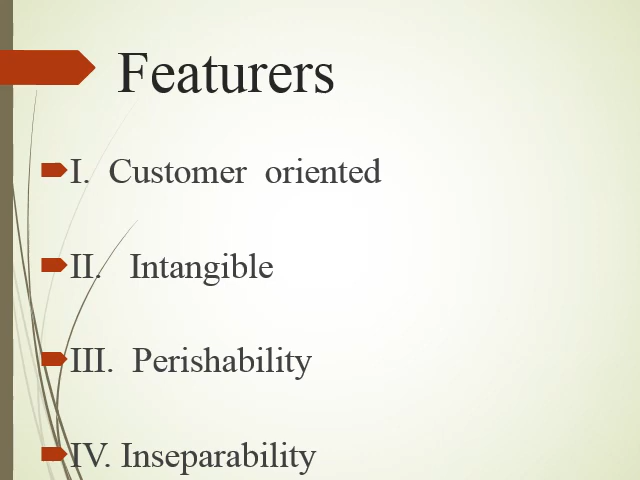 Featurers
I. Customer oriented
II. Intangible
III. Perishability
IV. Inseparability